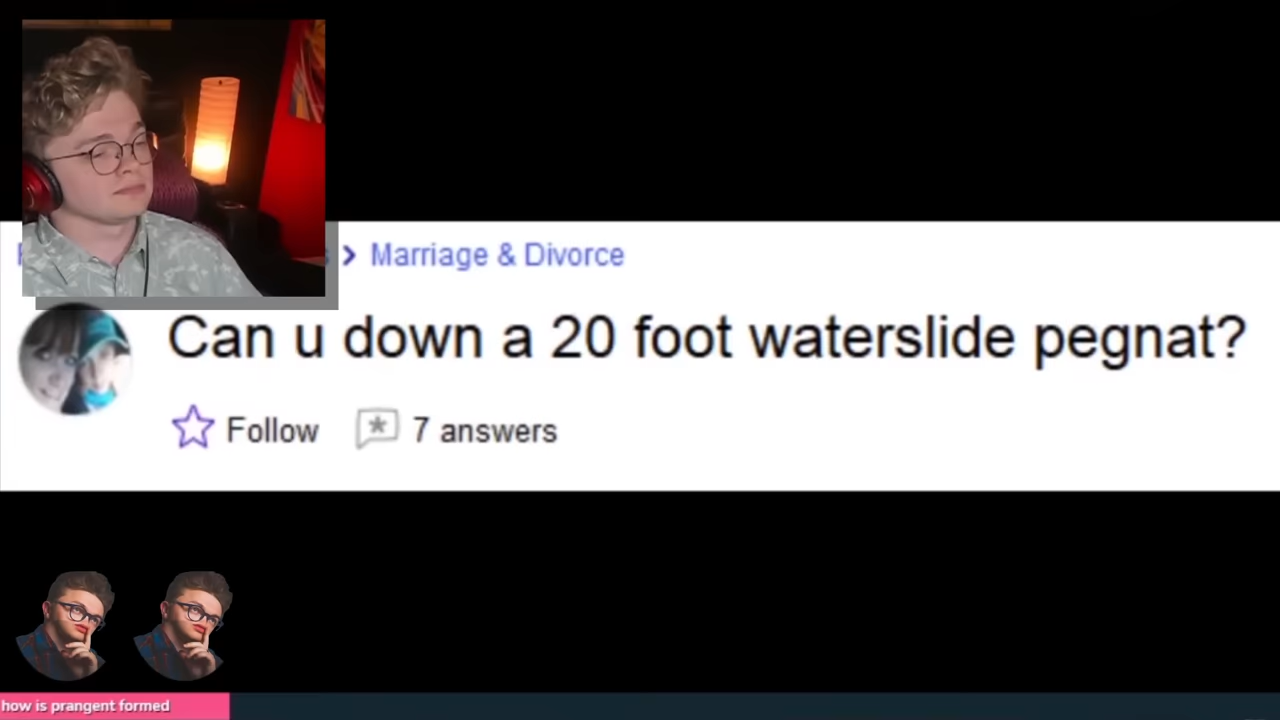 > Marriage & Divorce
Can u down a 20 foot waterslide pegnat?
Follow 7 answers
how is prangent formed